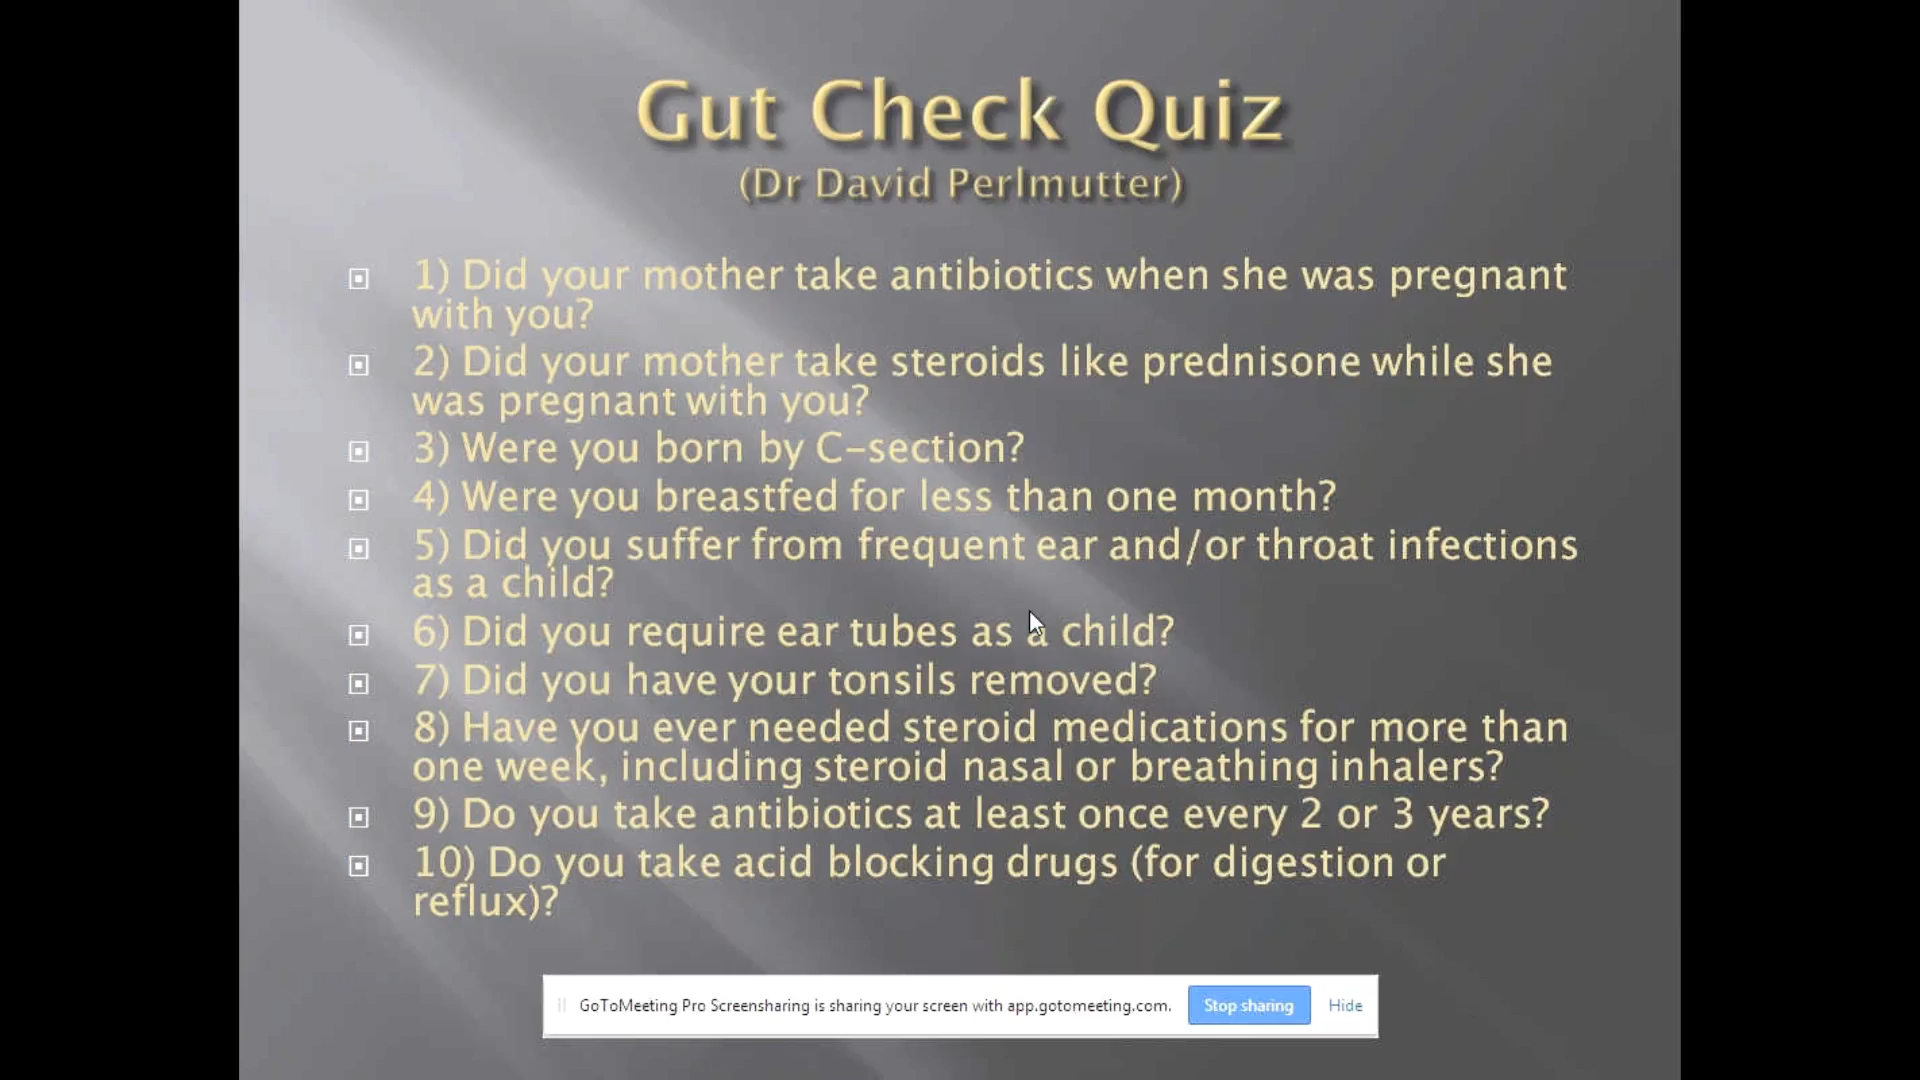 Gut Check Quiz
(Dr David Perlmutter)
1) Did your mother take antibiotics when she was pregnant
with you?
2) Did your mother take steroids like prednisone while she
was pregnant with you?
3) Were you born by C-section?
4) Were you breastfed for less than one month?
5) Did you suffer from frequent ear and/or throat infections
as a child?
6) Did you require ear tubes as a child?
7) Did you have your tonsils removed?
8) Have you ever needed steroid medications for more than
one week, including steroid nasal or breathing inhalers?
9) Do you take antibiotics at least once every 2 or 3 years?
10) Do you take acid blocking drugs (for digestion or
reflux)?
GoToMeeting Pro Screensharing is sharing your screen with app.gotomeeting.com. Stop sharing Hide